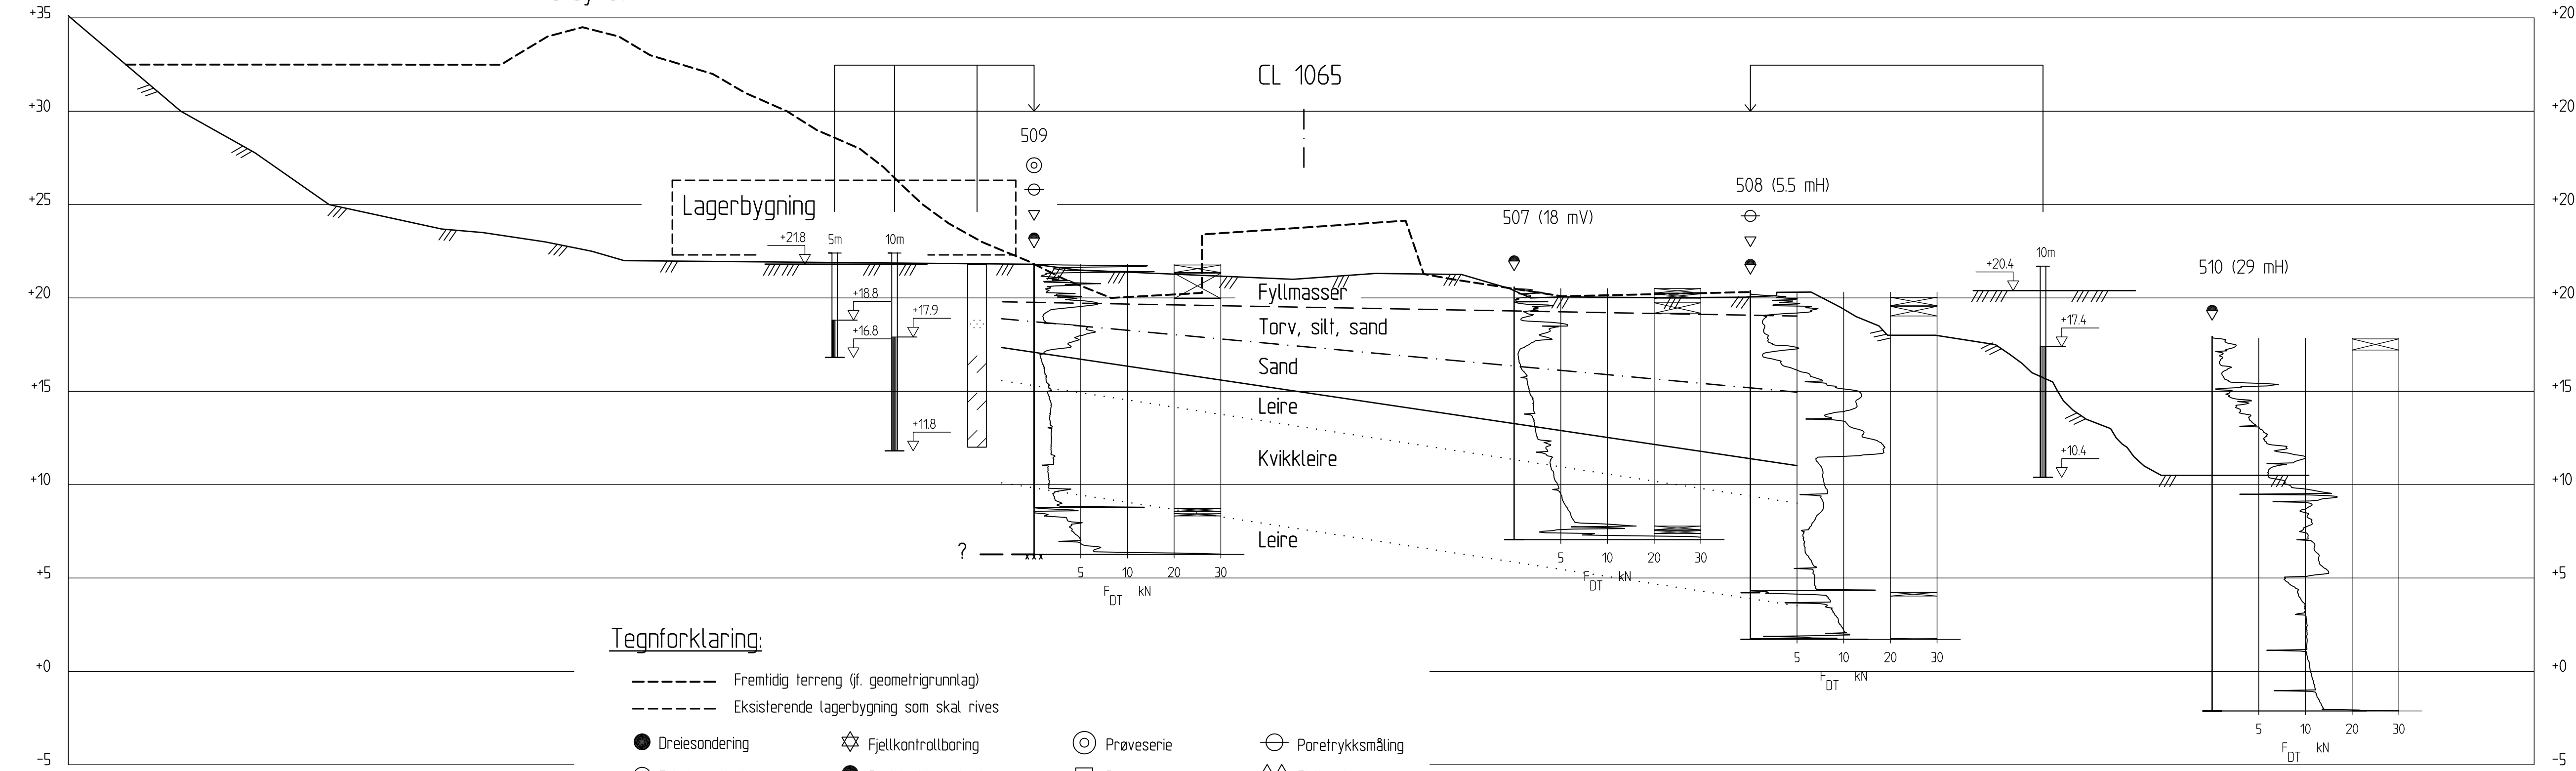 +35
+30
+25
+20
+15
+10
+5
+0
-5
+20
+20
+20
+20
+15
+10
+5
+0
-5
CL 1065
509
507 (18 mV)
508 (5.5 mH)
510 (29 mH)
Lagerbygning
+21.8
5m
10m
+18.8
+16.8
+17.9
+11.8
+20.4
10m
+17.4
+10.4
Fyllmasser
Torv, silt, sand
Sand
Leire
Kvikkleire
Leire
?
5 10 20 30
FDT kN
5 10 20 30
FDT kN
5 10 20 30
FDT kN
5 10 20 30
FDT kN
Tegnforklaring:
Fremtidig terreng (jf. geometrigrunnlag)
Eksisterende lagerbygning som skal rives
Dreiesondering
Fjellkontrollboring
Prøveserie
Poretrykksmåling